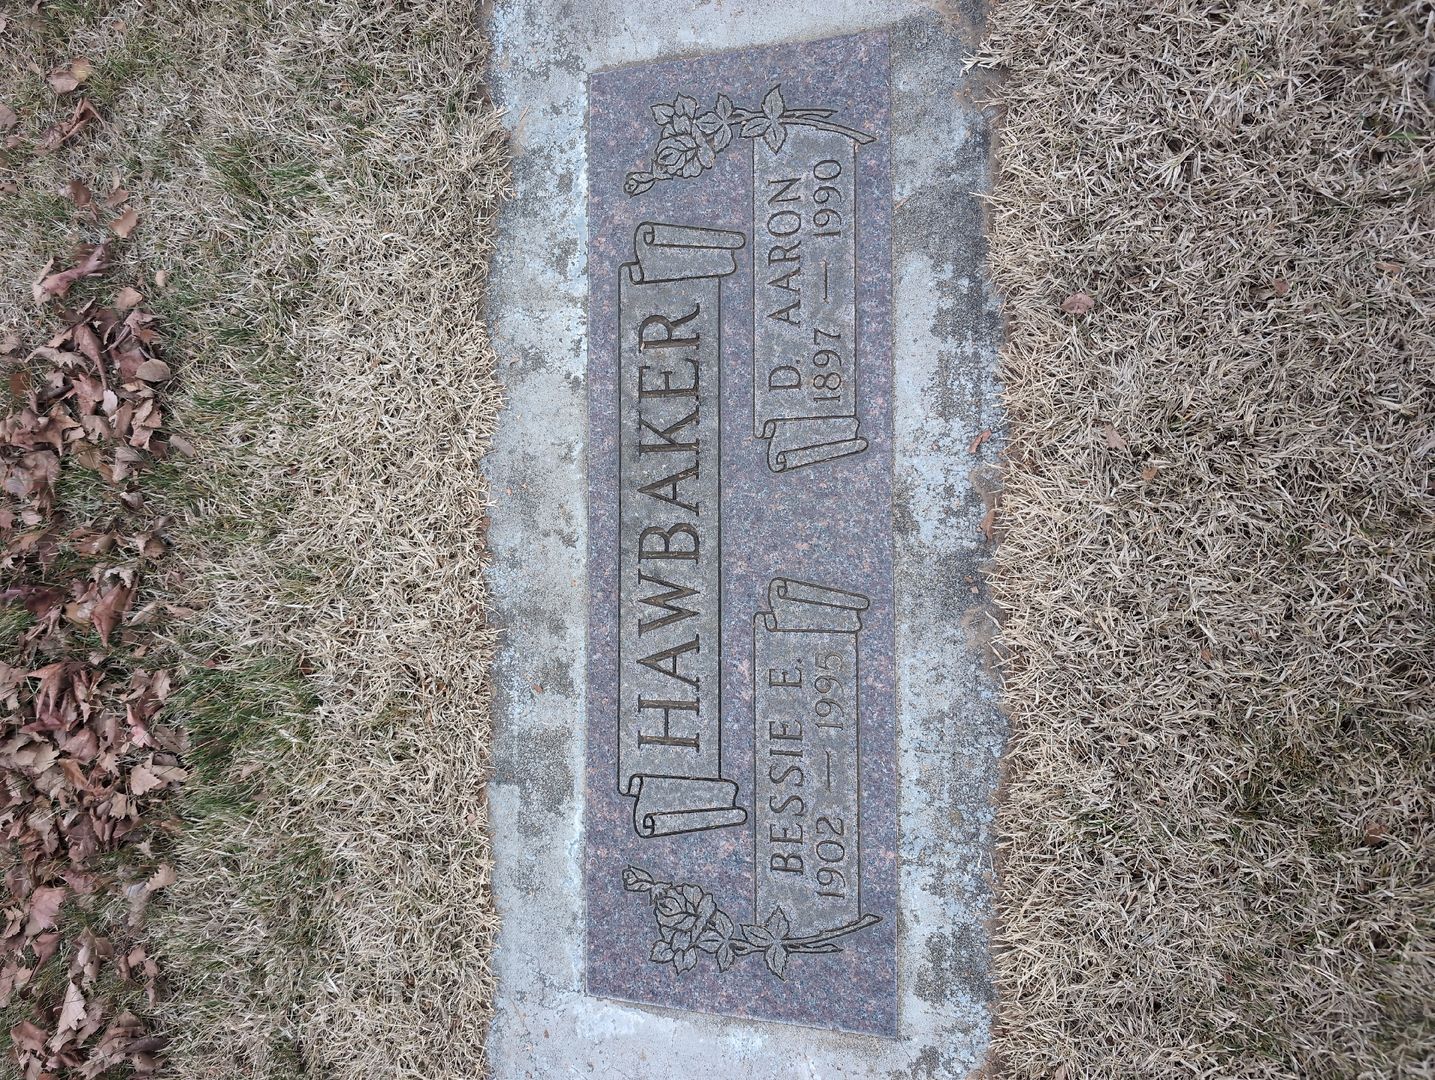 HAWBAKER
BESSIE E.
1902 — 1995
D. AARON
1897 — 1990